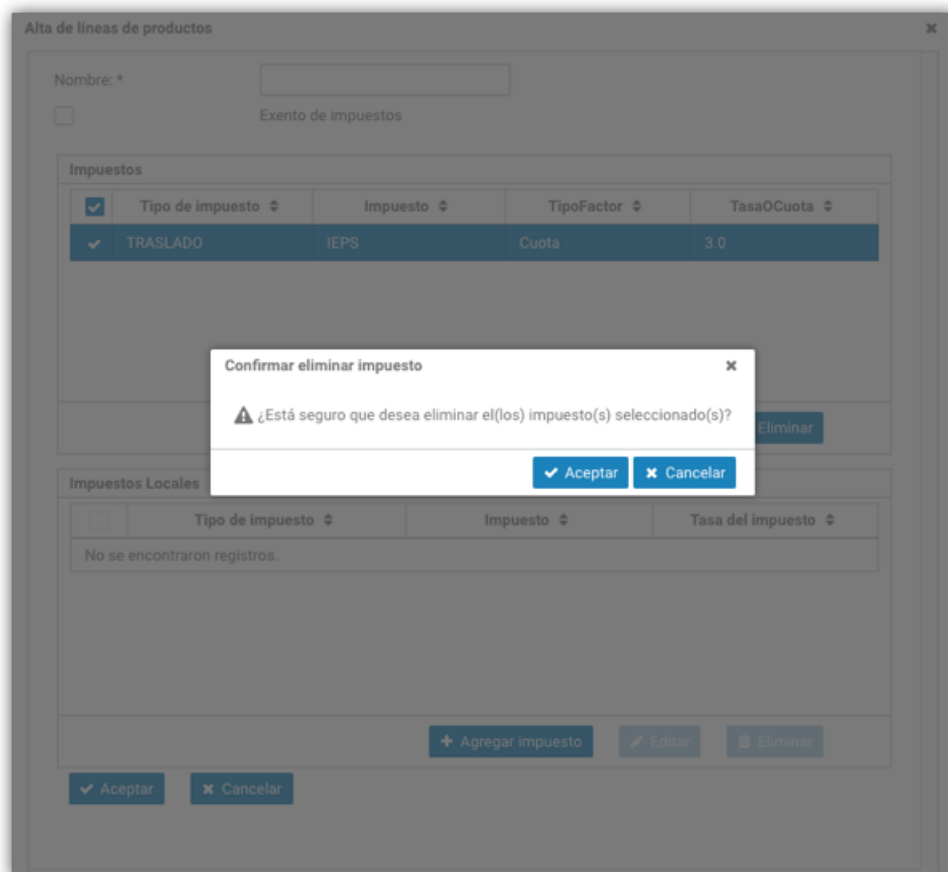 Alta de líneas de productos
Nombre: *
Exento de impuestos
Impuestos
Tipo de impuesto Impuesto TipoFactor TasaOCuota
TRASLADO IEPS Cuota 3.0
Confirmar eliminar impuesto
¿Está seguro que desea eliminar el(los) impuesto(s) seleccionado(s)?
Eliminar
Aceptar Cancelar
Impuestos Locales
Tipo de impuesto Impuesto Tasa del impuesto
No se encontraron registros.
Agregar impuesto Editar Eliminar
Aceptar Cancelar